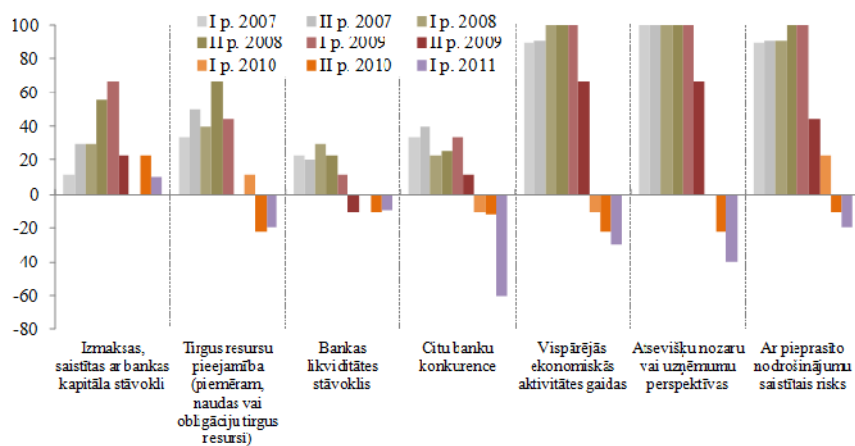 I p. 2007 II p. 2007 I p. 2008
II p. 2008 I p. 2009 II p. 2009
I p. 2010 II p. 2010 I p. 2011
100
80
60
40
20
0
-20
40
-60
-80
Izmaksas,
saistītas ar bankas
kapitāla stāvokli
Tirgus resursu
pieejamība
(piemēram,
naudas vai
obligāciju tirgus
resursi)
Bankas
likviditātes
stāvoklis
Citu banku
konkurence
Vispārējās
ekonomiskās
aktivitātes gaidas
Atsevišķu nozaru
vai uzņēmumu
perspektīvas
Ar pieprasīto
nodrošinājumu
saistītais risks